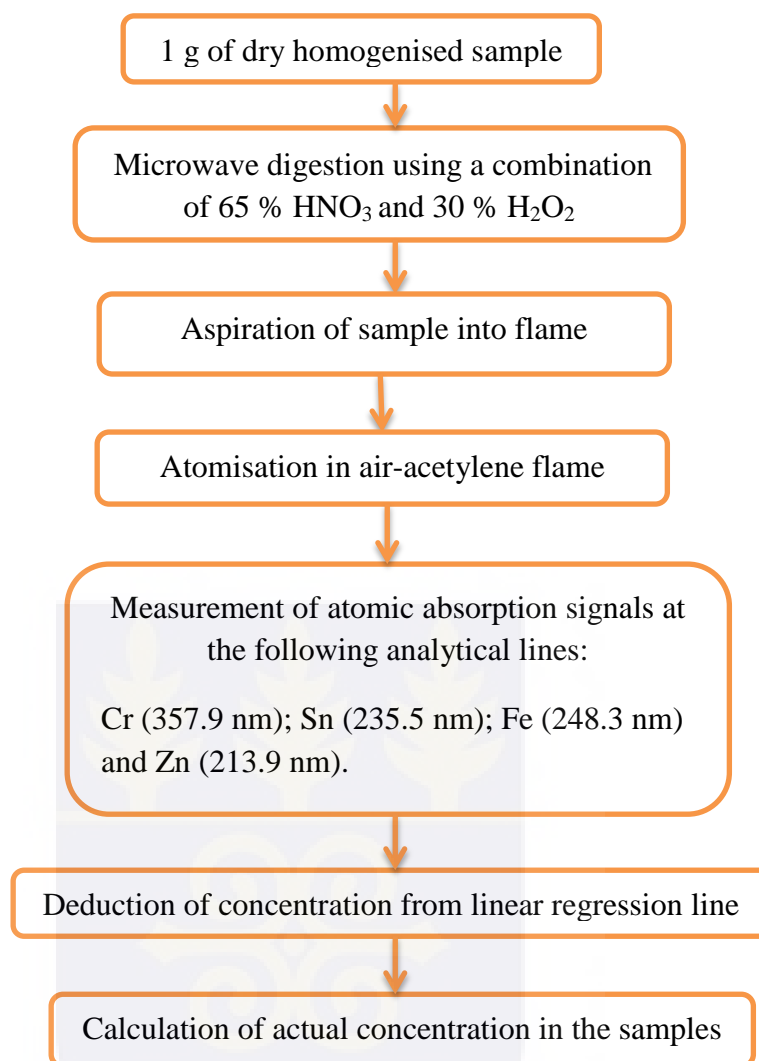 1 g of dry homogenised sample
Microwave digestion using a combination
of 65 % HNO₃ and 30 % H₂O₂
Aspiration of sample into flame
Atomisation in air-acetylene flame
Measurement of atomic absorption signals at
the following analytical lines:
Cr (357.9 nm); Sn (235.5 nm); Fe (248.3 nm)
and Zn (213.9 nm).
Deduction of concentration from linear regression line
Calculation of actual concentration in the samples